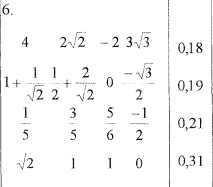 6.
4 2√2 −2 3√3 0,18
1+1/√2 1/2+2/√2 0 −√3/2 0,19
1/5 3/5 5/6 −1/2 0,21
√2 1 1 0 0,31